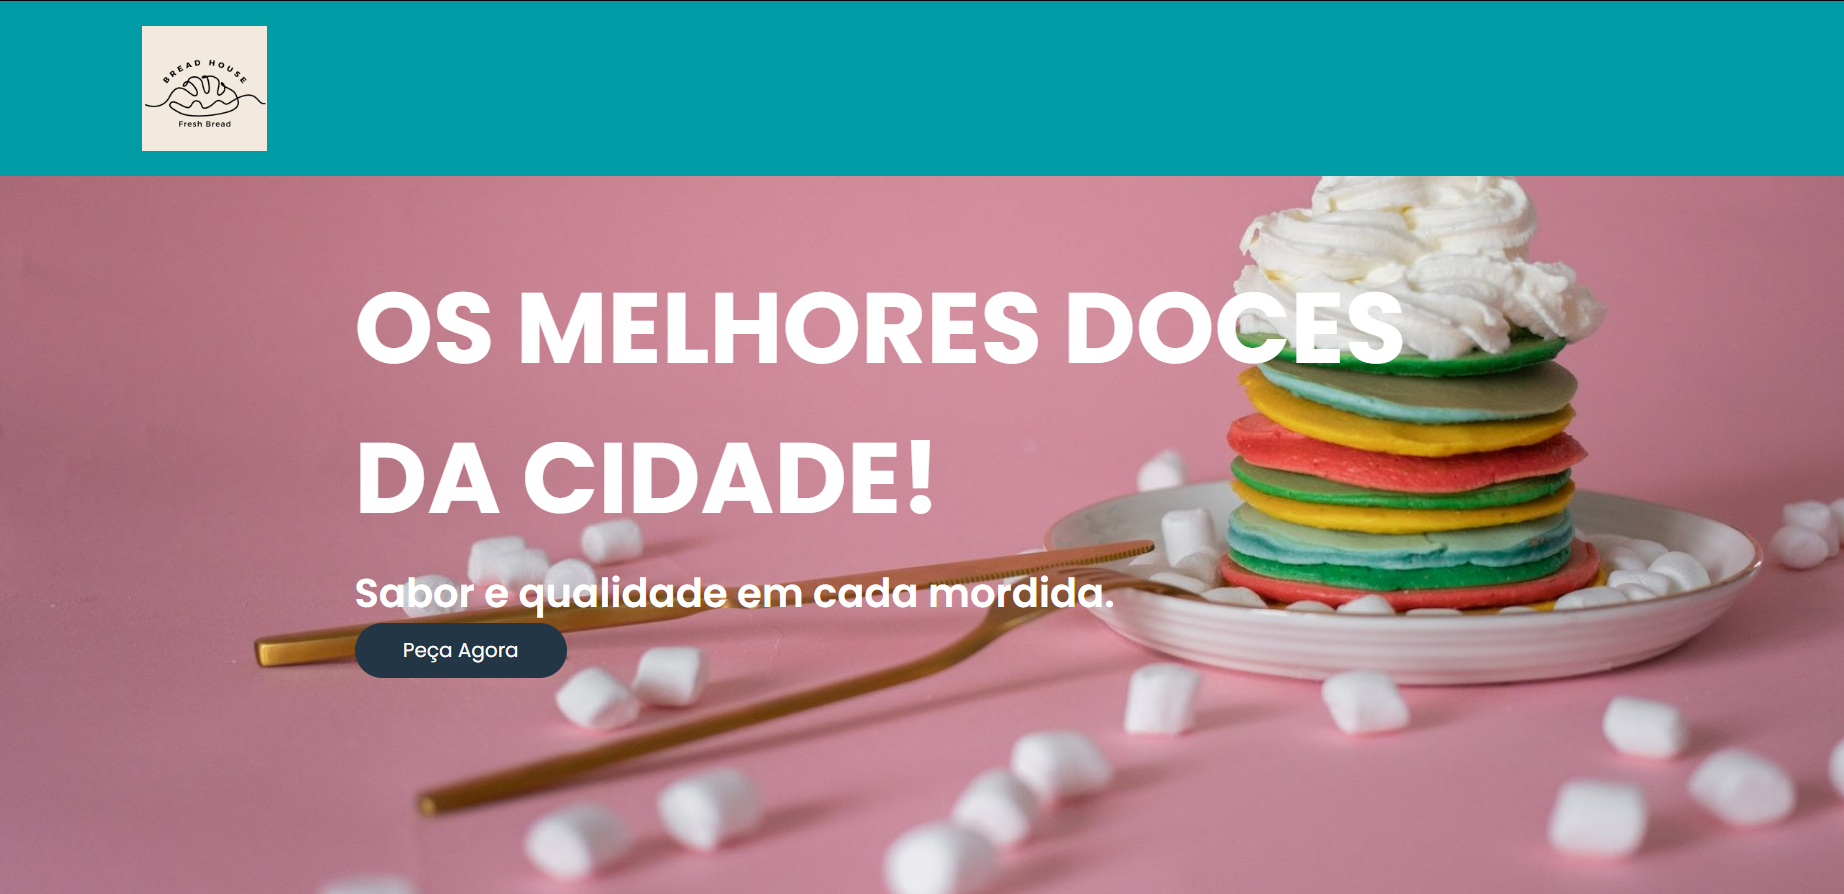 BREAD HOUSE
Fresh Bread
OS MELHORES DOCES
DA CIDADE!
Sabor e qualidade em cada mordida.
Peça Agora